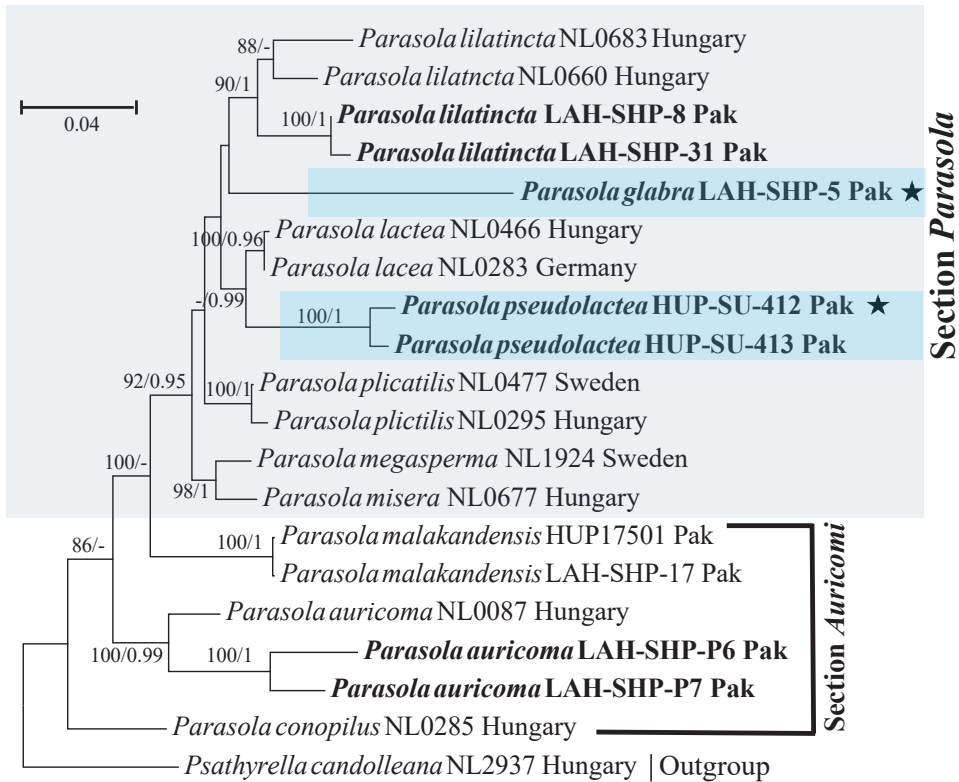 88/-
Parasola lilatincta NL0683 Hungary
Parasola lilatncta NL0660 Hungary
90/1
100/1
Parasola lilatincta LAH-SHP-8 Pak
0.04
Parasola lilatincta LAH-SHP-31 Pak
Parasola glabra LAH-SHP-5 Pak ★
100/0.96
Parasola lactea NL0466 Hungary
Parasola lacea NL0283 Germany
-/0.99
Parasola pseudolactea HUP-SU-412 Pak ★
100/1
Parasola pseudolactea HUP-SU-413 Pak
Section Parasola
92/0.95
100/1
Parasola plicatilis NL0477 Sweden
Parasola plictilis NL0295 Hungary
100/-
Parasola megasperma NL1924 Sweden
98/1
Parasola misera NL0677 Hungary
86/-
100/1
Parasola malakandensis HUP17501 Pak
Parasola malakandensis LAH-SHP-17 Pak
Parasola auricoma NL0087 Hungary
100/0.99
100/1
Parasola auricoma LAH-SHP-P6 Pak
Parasola auricoma LAH-SHP-P7 Pak
Section Auricomi
Parasola conopilus NL0285 Hungary
Psathyrella candolleana NL2937 Hungary | Outgroup